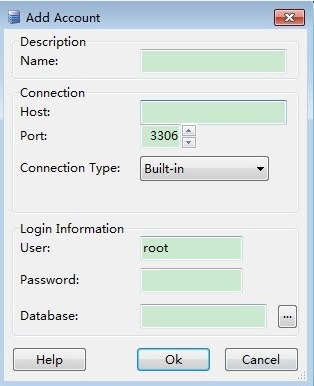 Add Account
Description
Name:
Connection
Host:
Port: 3306
Connection Type: Built-in
Login Information
User: root
Password:
Database: ...
Help Ok Cancel